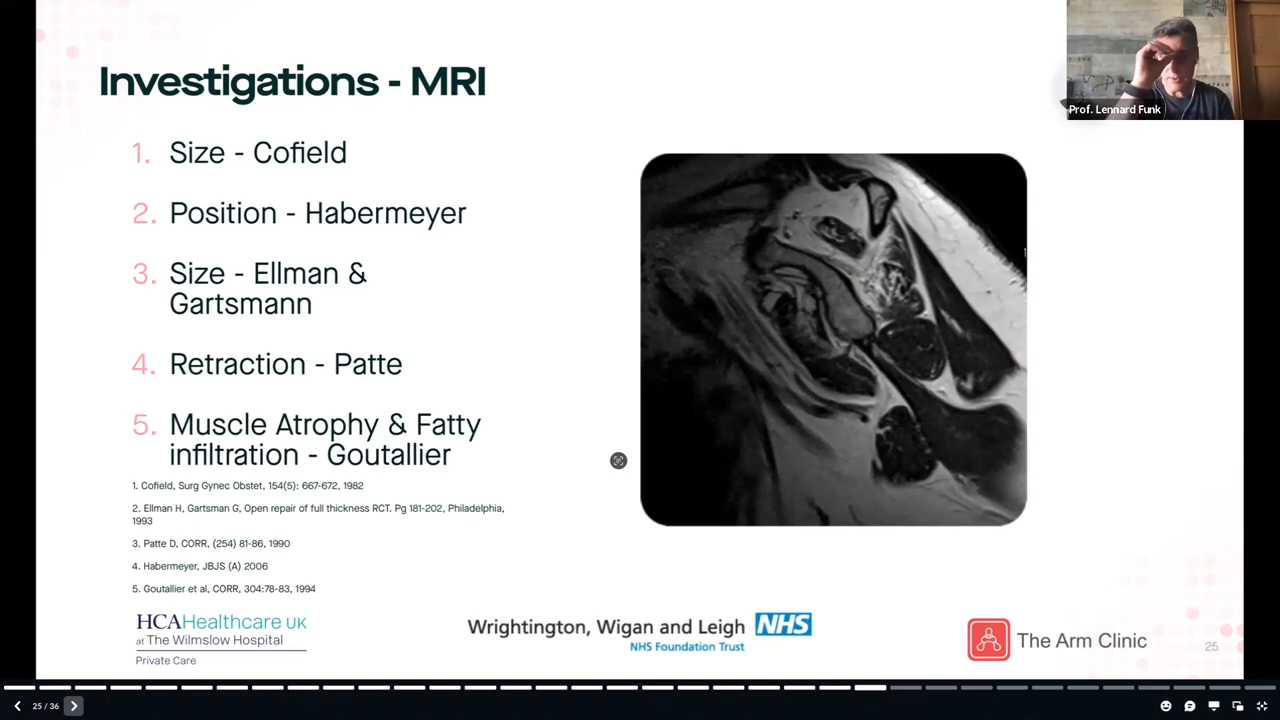 Investigations - MRI
1. Size - Cofield
2. Position - Habermeyer
3. Size - Ellman &
Gartsmann
4. Retraction - Patte
5. Muscle Atrophy & Fatty
infiltration - Goutallier
1. Cofield, Surg Gynec Obstet, 154(5): 667-672, 1982
2. Ellman H, Gartsman G, Open repair of full thickness RCT. Pg 181-202, Philadelphia,
1993
3. Patte D, CORR, (254) 81-86, 1990
4. Habermeyer, JBJS (A) 2006
5. Goutallier et al, CORR, 304:78-83, 1994
Prof. Lennard Funk
HCAHealthcare UK
at The Wilmslow Hospital
Private Care
Wrightington, Wigan and Leigh NHS
NHS Foundation Trust
The Arm Clinic
25
25 / 36